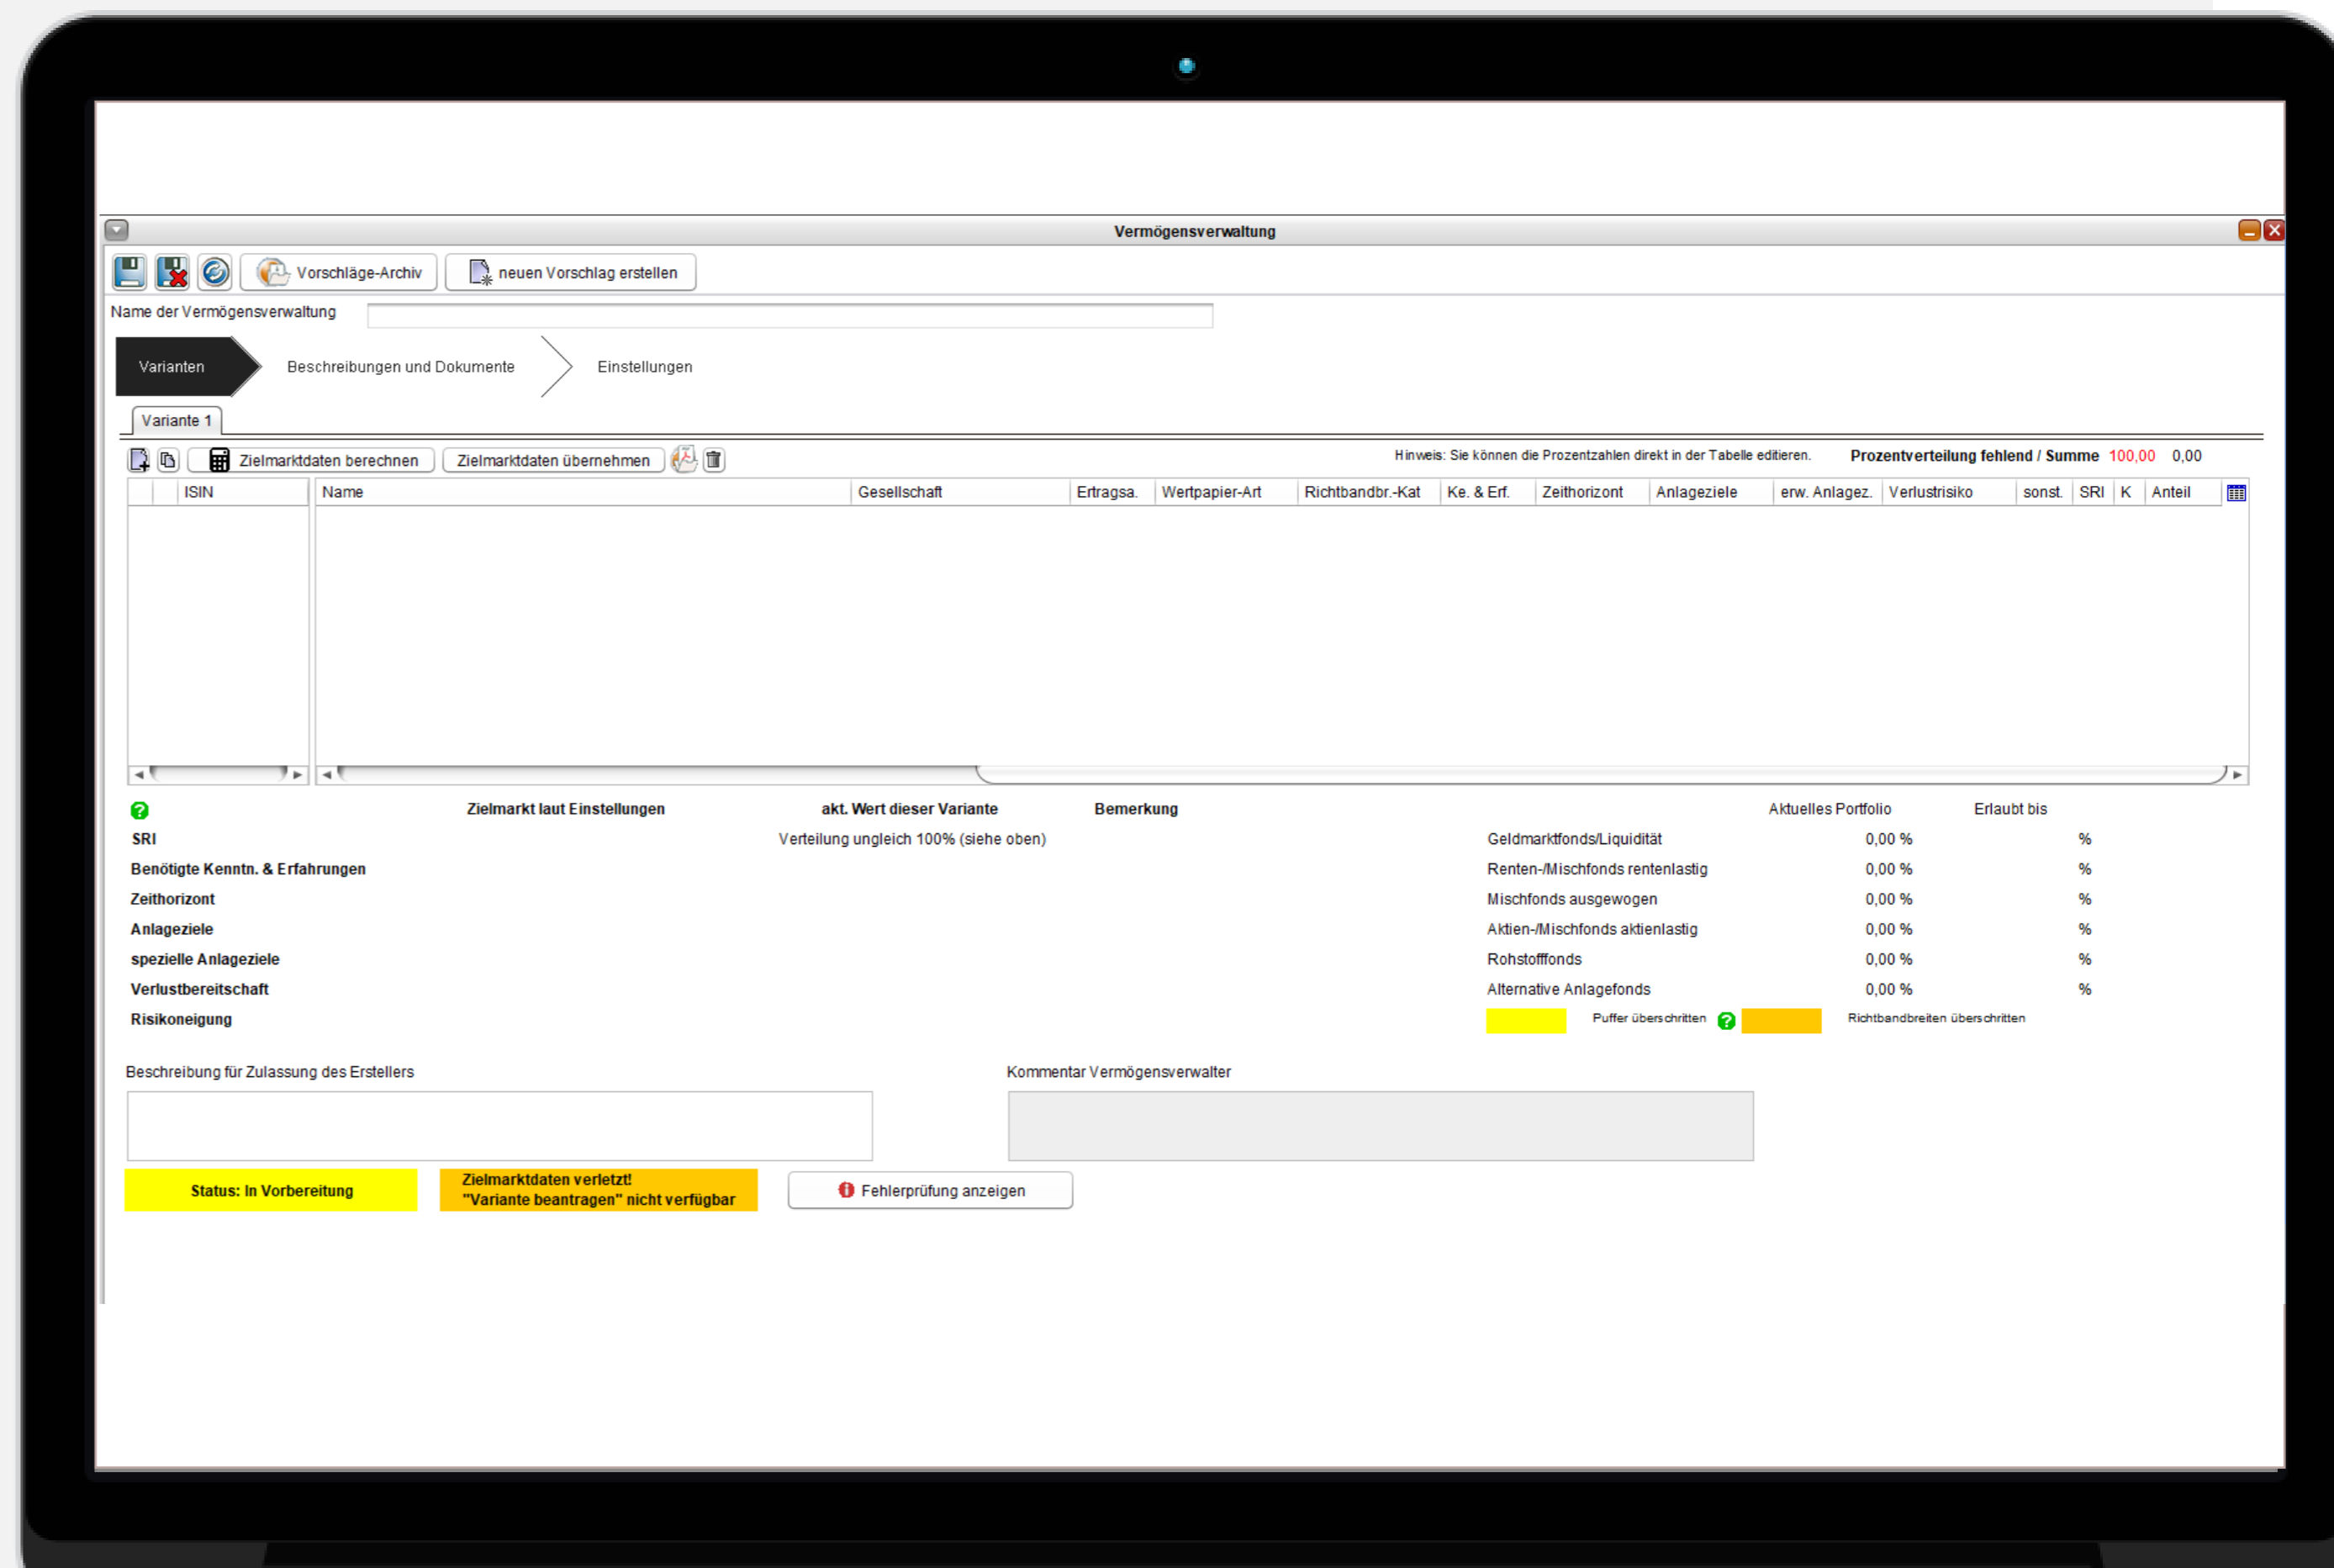 Vermögensverwaltung
Vorschläge-Archiv neuen Vorschlag erstellen
Name der Vermögensverwaltung
Varianten Beschreibungen und Dokumente Einstellungen
Variante 1
Zielmarktdaten berechnen Zielmarktdaten übernehmen Hinweis: Sie können die Prozentzahlen direkt in der Tabelle editieren. Prozentverteilung fehlend / Summe 100,00 0,00
ISIN Name Gesellschaft Ertragsa. Wertpapier-Art Richtbandbr.-Kat Ke. & Erf. Zeithorizont Anlageziele erw. Anlagez. Verlustrisiko sonst. SRI K Anteil
Zielmarkt laut Einstellungen akt. Wert dieser Variante Bemerkung Aktuelles Portfolio Erlaubt bis
SRI Verteilung ungleich 100% (siehe oben) Geldmarktfonds/Liquidität 0,00 % %
Benötigte Kenntn. & Erfahrungen Renten-/Mischfonds rentenlastig 0,00 % %
Zeithorizont Mischfonds ausgewogen 0,00 % %
Anlageziele Aktien-/Mischfonds aktienlastig 0,00 % %
spezielle Anlageziele Rohstofffonds 0,00 % %
Verlustbereitschaft Alternative Anlagefonds 0,00 % %
Risikoneigung Puffer überschritten ? Richtbandbreiten überschritten
Beschreibung für Zulassung des Erstellers Kommentar Vermögensverwalter
Status: In Vorbereitung
Zielmarktdaten verletzt!
"Variante beantragen" nicht verfügbar
Fehlerprüfung anzeigen